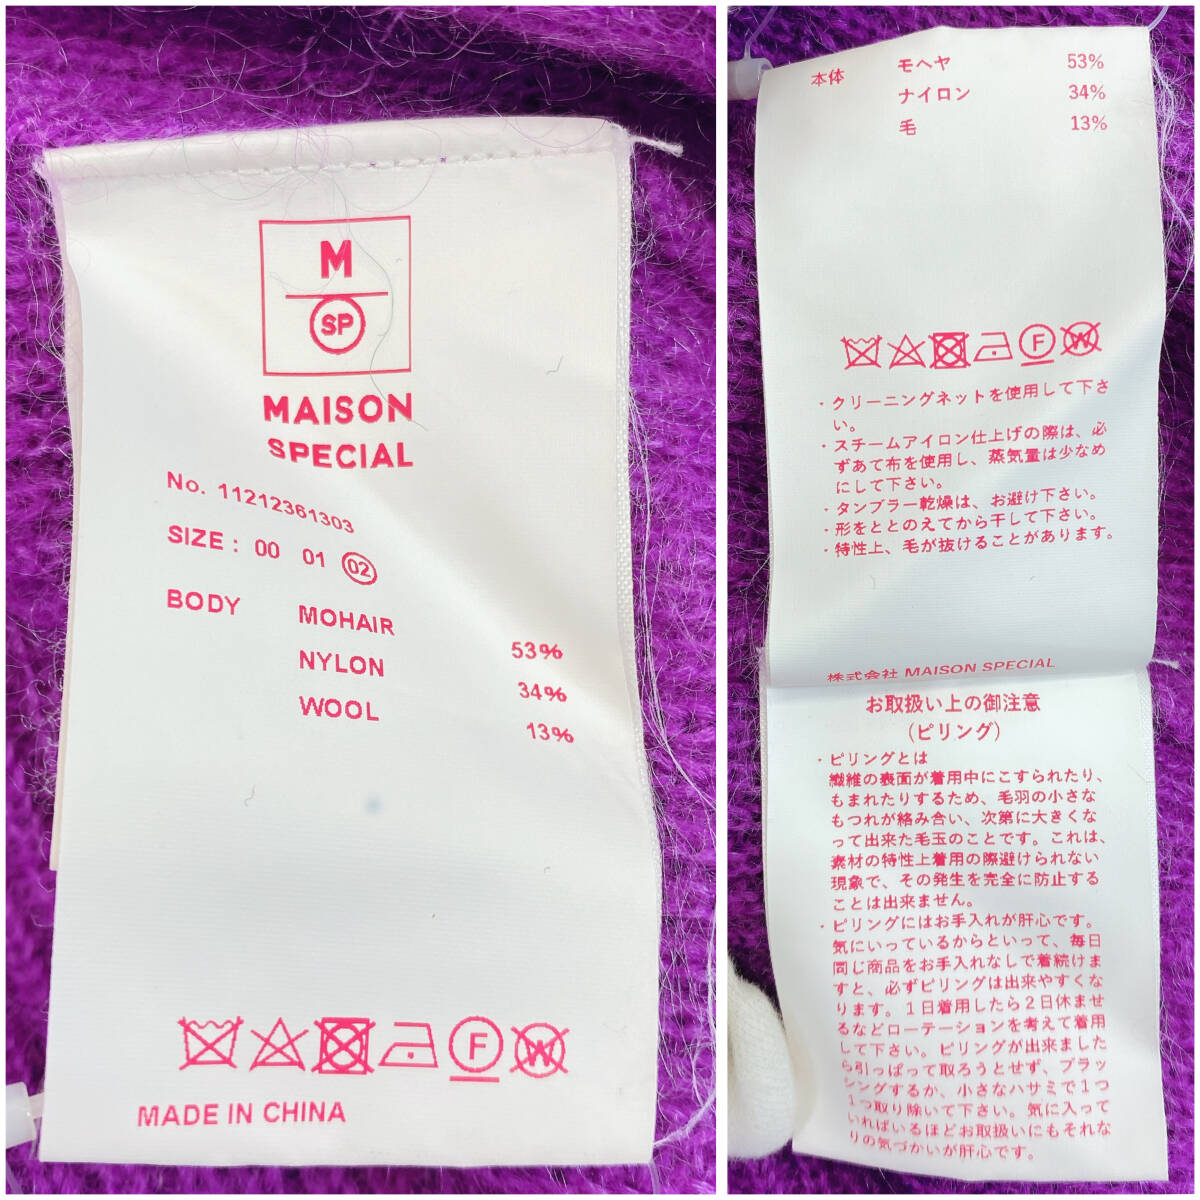 M
SP
MAISON
SPECIAL
No. 11212361303
SIZE : 00 01 02
BODY MOHAIR 53%
NYLON 34%
WOOL 13%
F W
MADE IN CHINA
本体 モヘヤ 53%
ナイロン 34%
毛 13%
F W
・クリーニングネットを使用して下さ
い。
・スチームアイロン仕上げの際は、必
ずあて布を使用し、蒸気量は少なめ
にして下さい。
・タンブラー乾燥は、お避け下さい。
・形をととのえてから干して下さい。
・特性上、毛が抜けることがあります。
株式会社 MAISON SPECIAL
お取扱い上の御注意
(ピリング)
・ピリングとは
繊維の表面が着用中にこすられたり、
もまれたりするため、毛羽の小さな
もつれが絡み合い、次第に大きくな
って出来た毛玉のことです。これは、
素材の特性上着用の際避けられない
現象で、その発生を完全に防止する
ことは出来ません。
・ピリングにはお手入れが肝心です。
気にいっているからといって、毎日
同じ商品をお手入れなしで着続けま
すと、必ずピリングは出来やすくな
ります。1日着用したら2日休ませ
るなどローテーションを考えて着用
して下さい。ピリングが出来ました
ら引っぱって取ろうとせず、ブラッ
シングするか、小さなハサミで1つ
1つ取り除いて下さい。気に入って
いればいるほどお取扱いにもそれな
りの気づかいが肝心です。